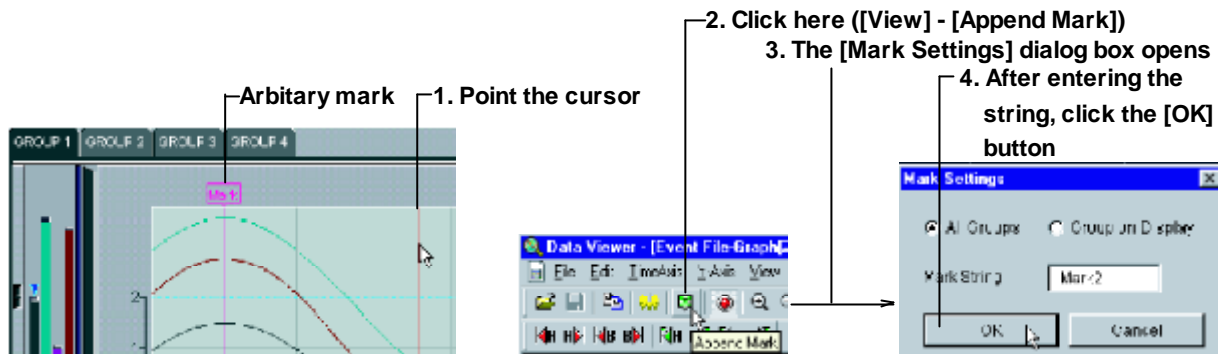 2. Click here ([View] - [Append Mark])
3. The [Mark Settings] dialog box opens
4. After entering the
string, click the [OK]
button
Arbitary mark
1. Point the cursor
GROUP 1 GROUP 2 GROUP 3 GROUP 4
Mark
2
Data Viewer - [Event File-Graph
File Edit TimeAxis Y-Axis View
Append Mark
Mark Settings
All Groups Group on Display
Mark String Mark2
OK Cancel